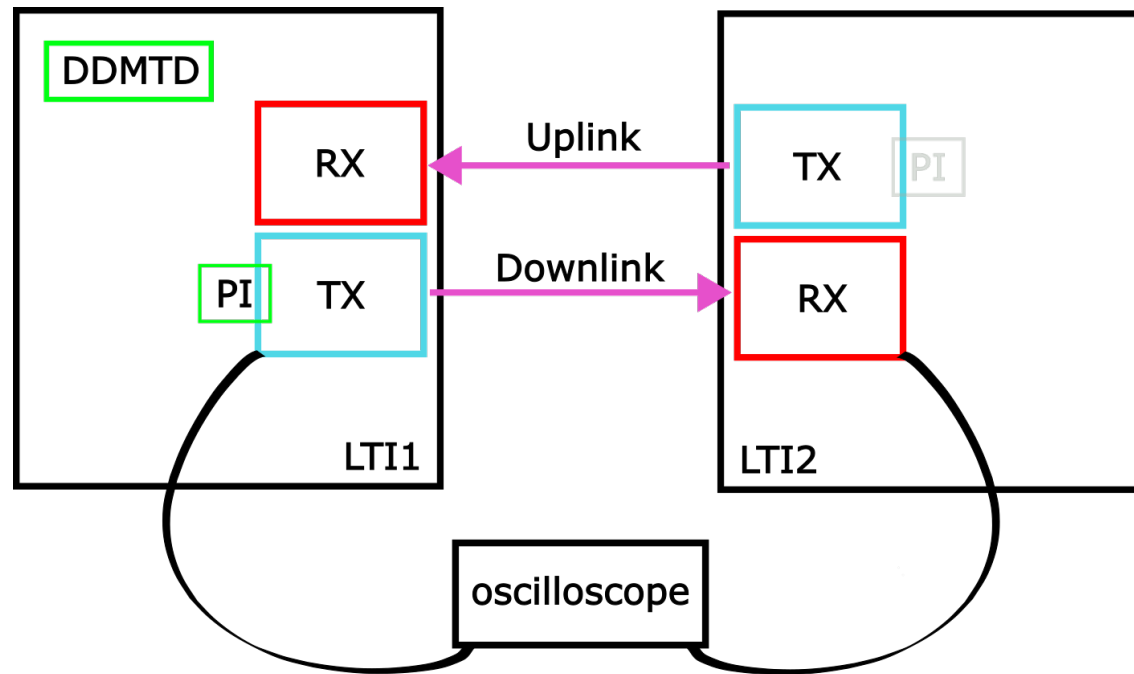 DDMTD
RX
Uplink
TX
PI
PI
TX
Downlink
RX
LTI1
LTI2
oscilloscope